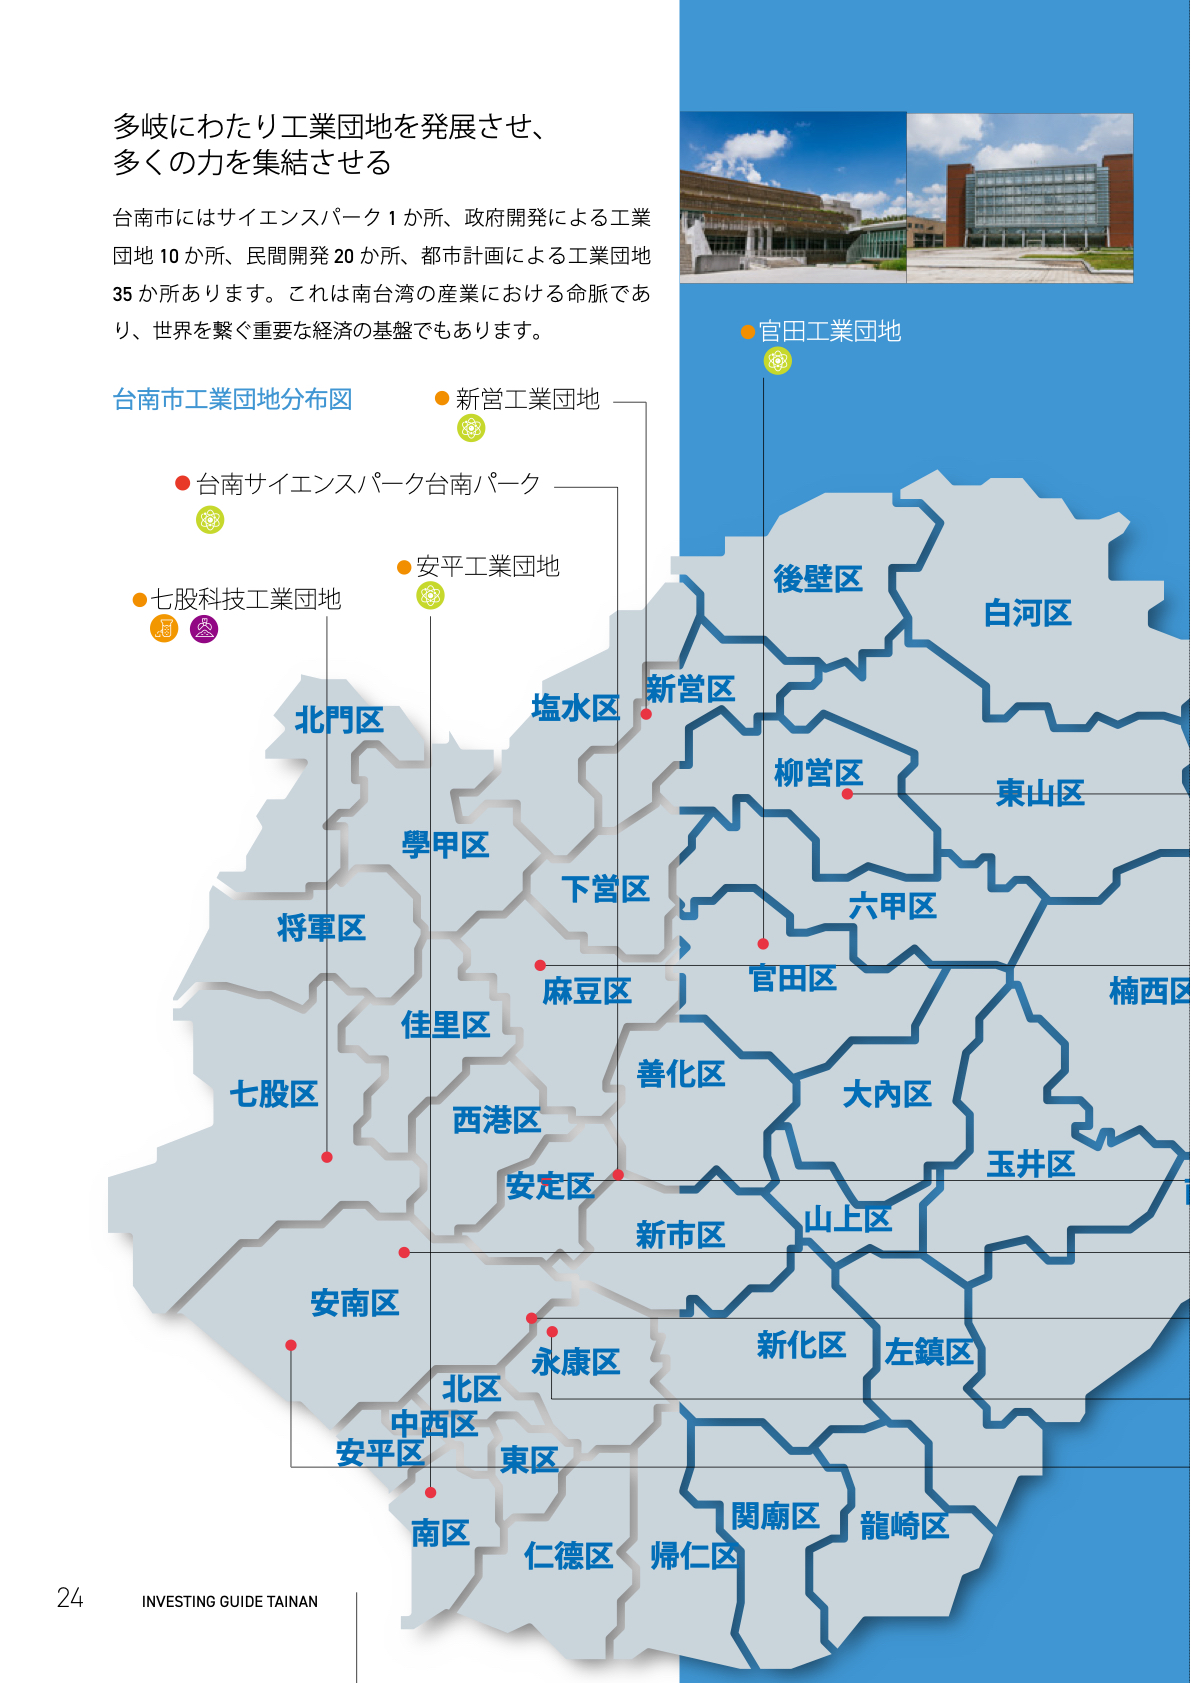 多岐にわたり工業団地を発展させ、
多くの力を集結させる
台南市にはサイエンスパーク 1 か所、政府開発による工業
団地 10 か所、民間開発 20 か所、都市計画による工業団地
35 か所あります。これは南台湾の産業における命脈であ
り、世界を繋ぐ重要な経済の基盤でもあります。
官田工業団地
台南市工業団地分布図
新営工業団地
台南サイエンスパーク台南パーク
安平工業団地
七股科技工業団地
後壁区
白河区
新営区
塩水区
北門区
柳営区
東山区
學甲区
下営区
六甲区
将軍区
官田区
麻豆区
楠西区
佳里区
善化区
七股区
大內区
西港区
玉井区
安定区
山上区
新市区
安南区
新化区
左鎮区
永康区
北区
中西区
安平区
東区
関廟区
龍崎区
南区
仁德区
帰仁区
24
INVESTING GUIDE TAINAN